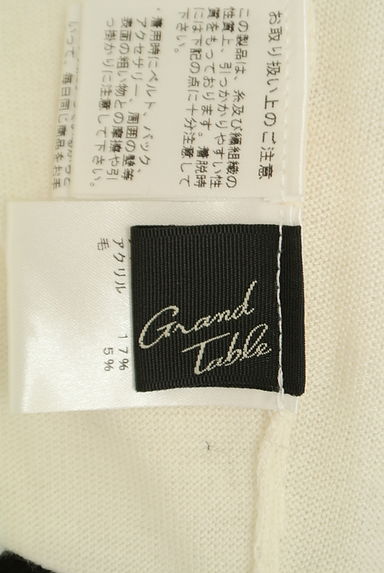 お取り扱い上のご注意
この製品は、糸及び編組織の
性質上、引っかかりやすい性
質をもっております。着脱時
には下記の点に十分注意して
下さい。
・着用時にベルト、バック、
アクセサリー、周囲の壁等
表面の粗い物との摩擦や引
っ掛かりに注意して下さい。
アクリル 17%
毛 5%
Grand
Table